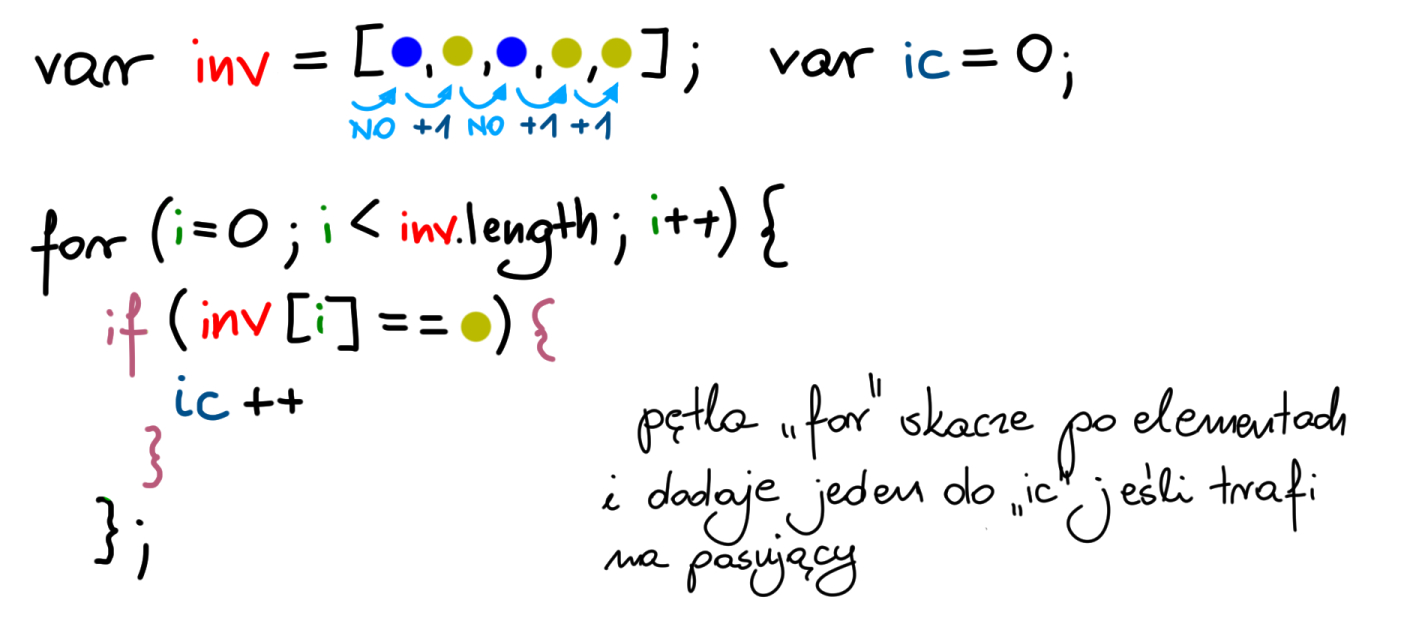 var inv = [●,●,●,●,●]; var ic = 0;
NO +1 NO +1 +1
for (i=0; i < inv.length; i++) {
if (inv[i] == ●) {
ic ++
}
};
pętla „for" skacze po elementach
i dodaje jeden do „ic" jeśli trafi
na pasujący